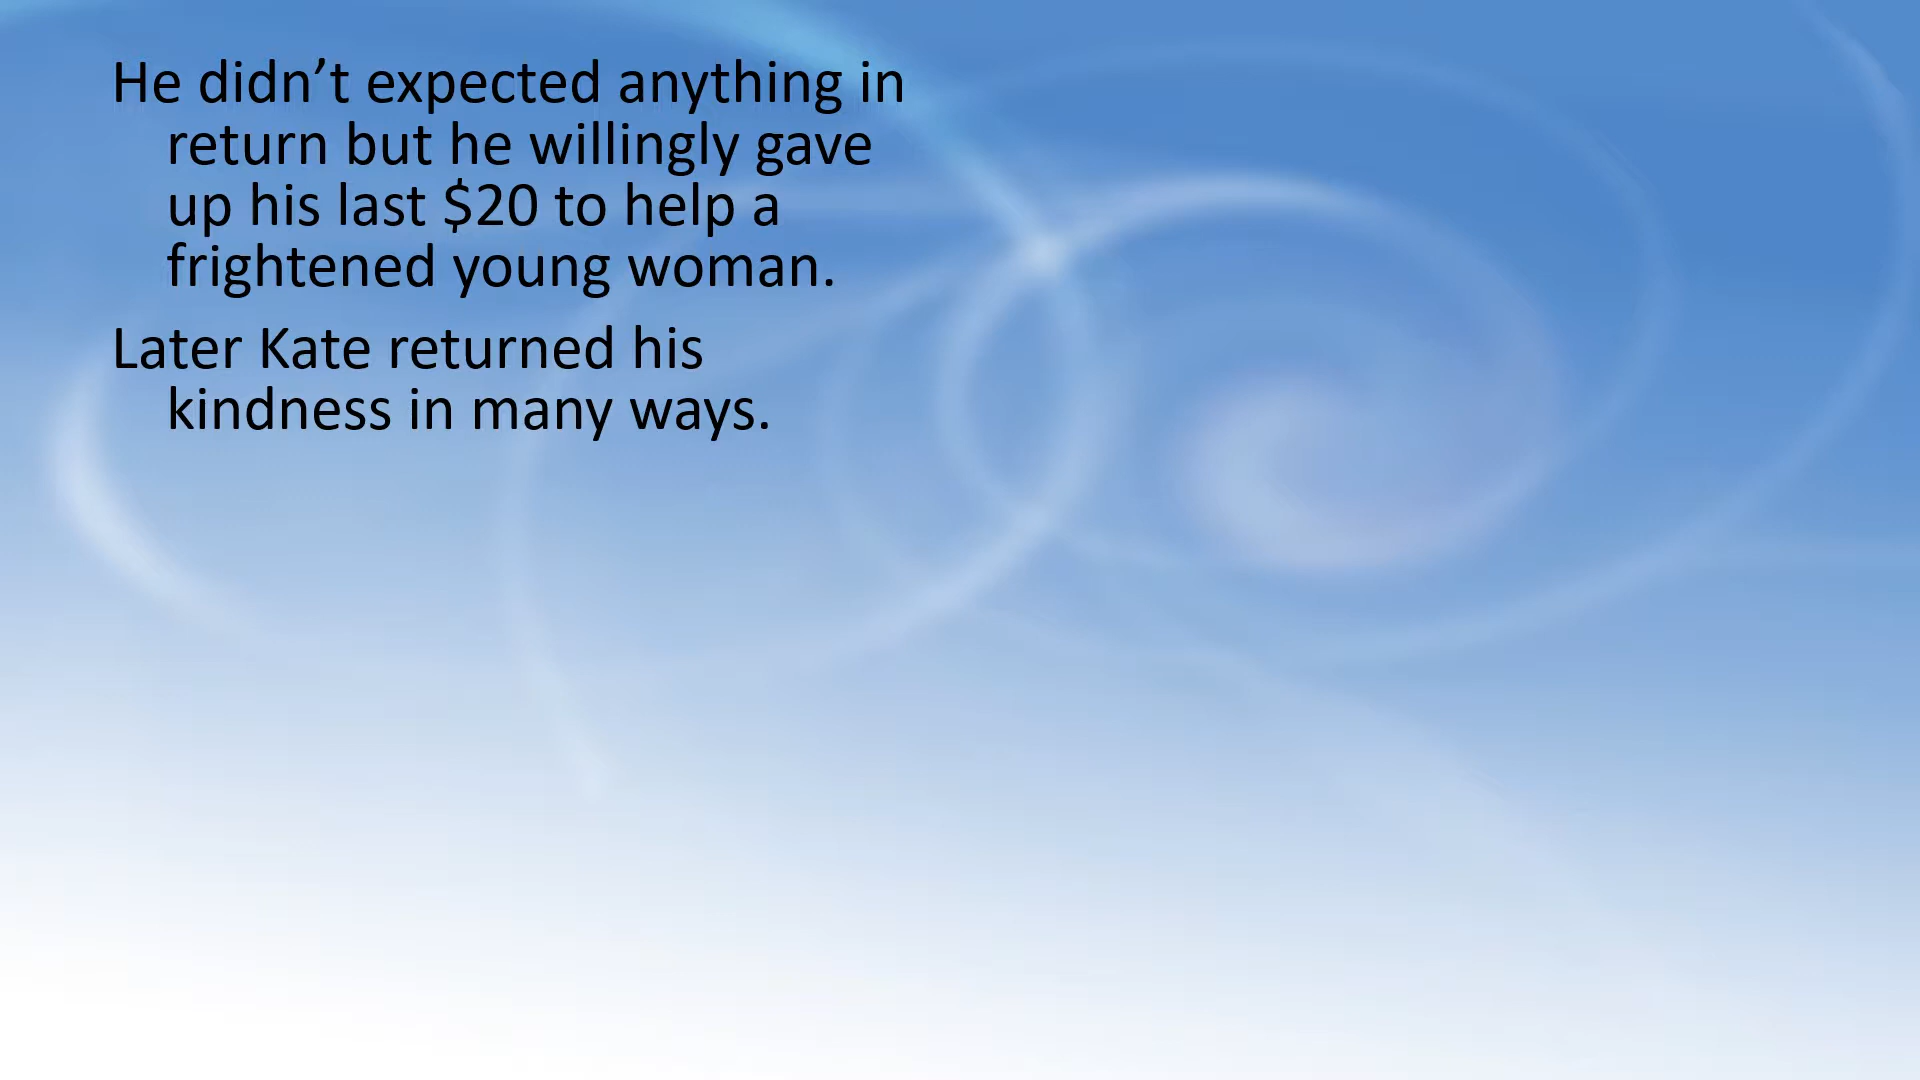 He didn’t expected anything in
return but he willingly gave
up his last $20 to help a
frightened young woman.
Later Kate returned his
kindness in many ways.